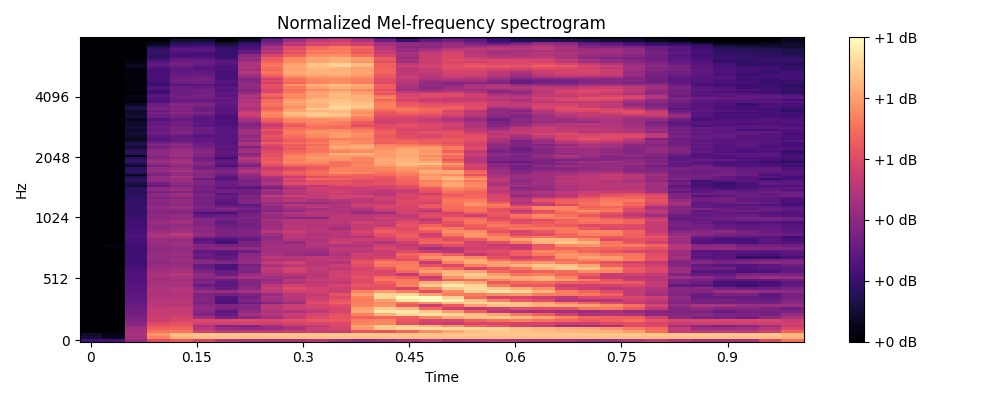 Normalized Mel-frequency spectrogram
Hz
4096
2048
1024
512
0
0 0.15 0.3 0.45 0.6 0.75 0.9
Time
+1 dB
+1 dB
+1 dB
+0 dB
+0 dB
+0 dB